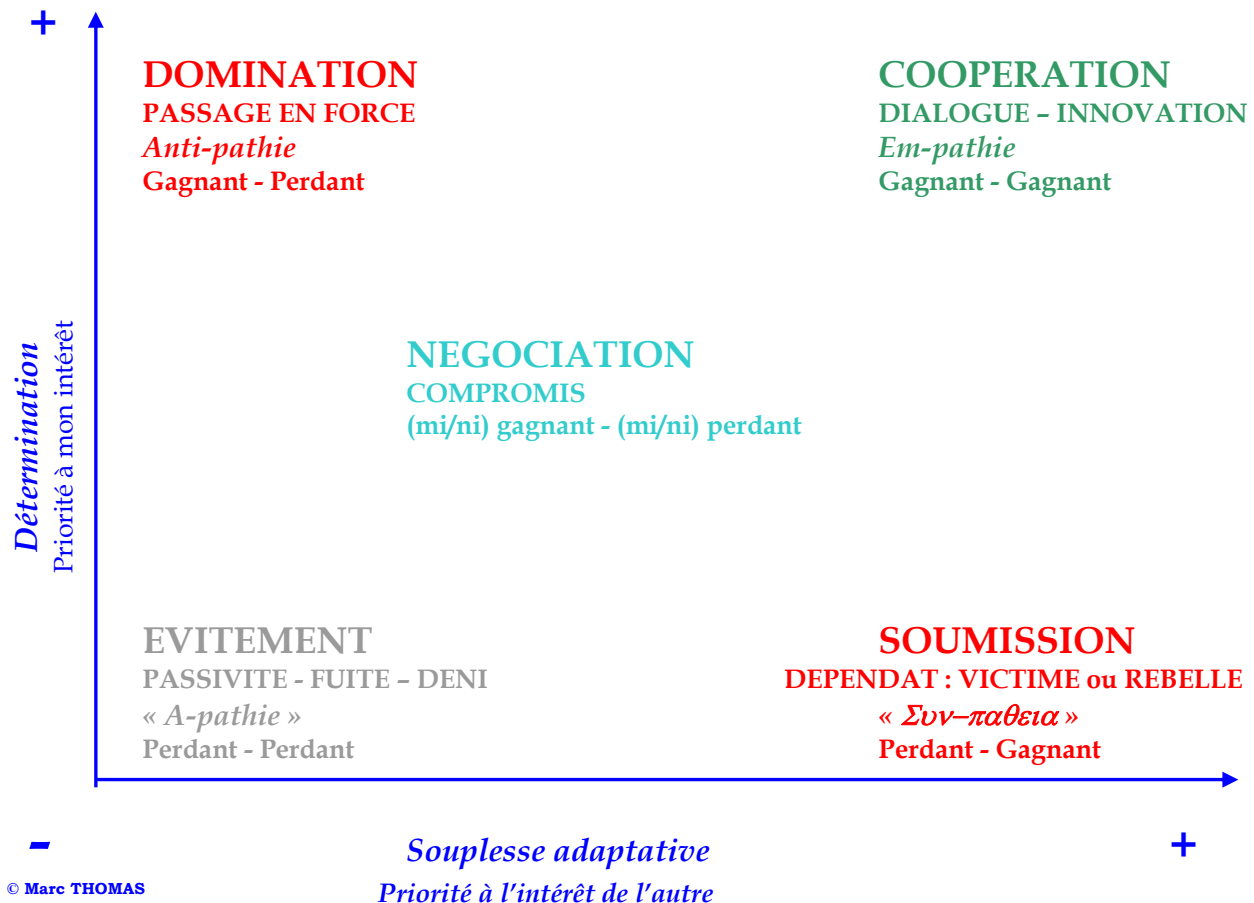 +
DOMINATION
PASSAGE EN FORCE
Anti-pathie
Gagnant - Perdant
COOPERATION
DIALOGUE – INNOVATION
Em-pathie
Gagnant - Gagnant
Détermination
Priorité à mon intérêt
NEGOCIATION
COMPROMIS
(mi/ni) gagnant - (mi/ni) perdant
EVITEMENT
PASSIVITE - FUITE – DENI
« A-pathie »
Perdant - Perdant
SOUMISSION
DEPENDAT : VICTIME ou REBELLE
« Συν–παθεια »
Perdant - Gagnant
-
Souplesse adaptative
+
© Marc THOMAS
Priorité à l’intérêt de l’autre